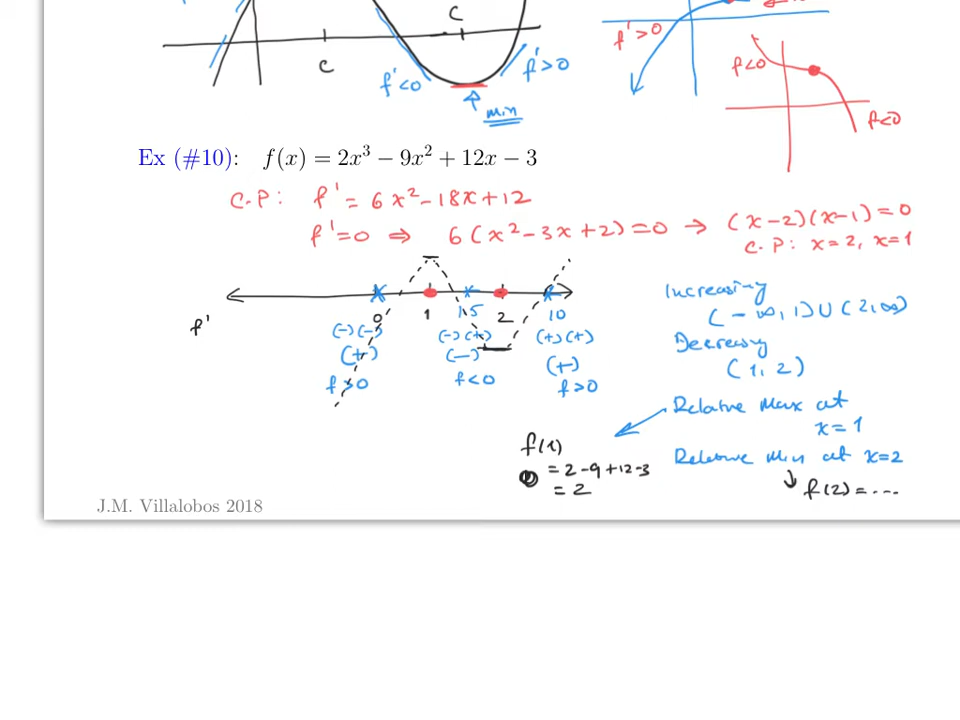 C
C
f'<0
f'>0
min
f'>0
f<0
f<0
Ex (#10): f(x) = 2x³ − 9x² + 12x − 3
C.P: f' = 6x² − 18x + 12
f'=0 ⇒ 6(x² − 3x + 2) = 0 → (x−2)(x−1) = 0
C.P: x=2, x=1
f'
0 1 1.5 2 10
(−)(−) (−)(+) (+)(+)
(+) (−) (+)
f>0 f<0 f>0
Increasing
(−∞, 1) ∪ (2, ∞)
(1, 2)
Relative Max at
x = 1
f(1)
= 2 − 9 + 12 − 3
= 2
Relative Min at x=2
f(2) = ...
J.M. Villalobos 2018